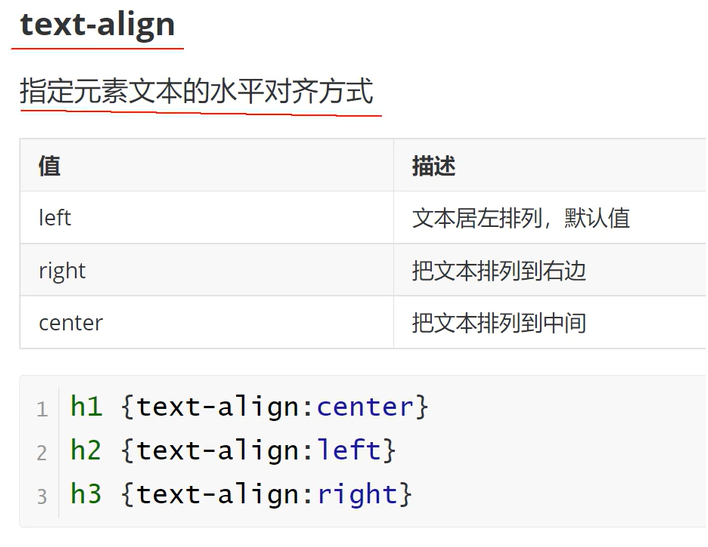 text-align
指定元素文本的水平对齐方式
值 描述
left 文本居左排列，默认值
right 把文本排列到右边
center 把文本排列到中间
1 h1 {text-align:center}
2 h2 {text-align:left}
3 h3 {text-align:right}